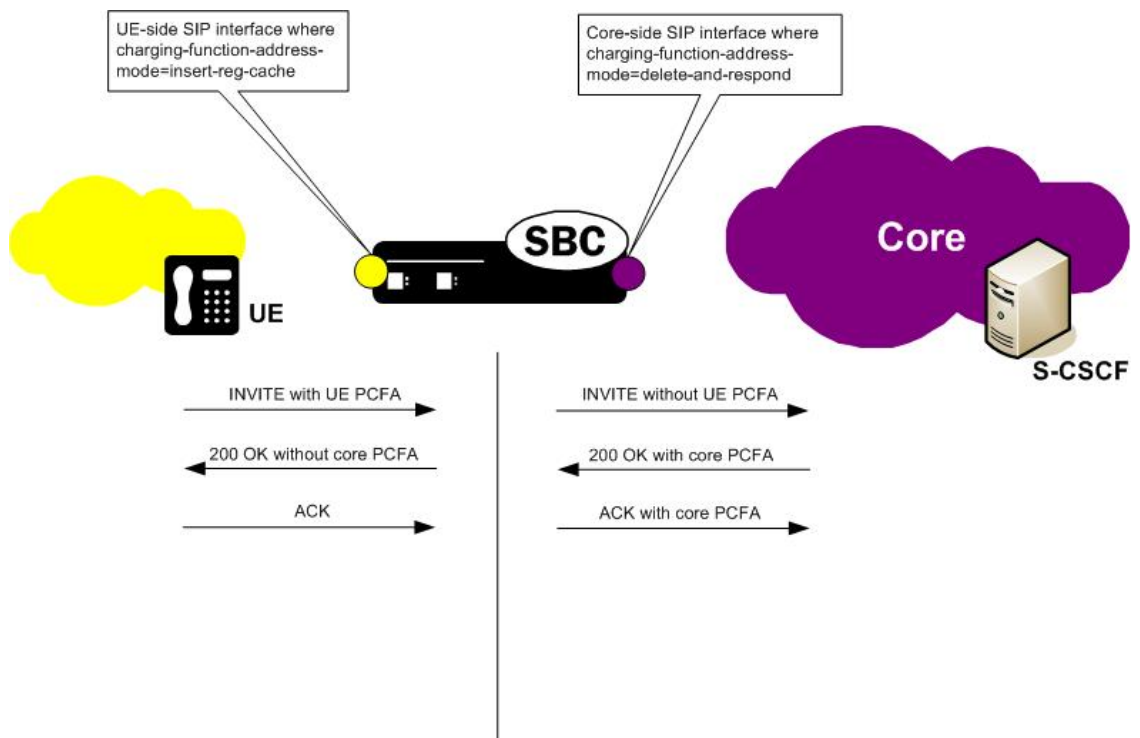 UE-side SIP interface where
charging-function-address-
mode=insert-reg-cache
Core-side SIP interface where
charging-function-address-
mode=delete-and-respond
SBC
Core
UE
S-CSCF
INVITE with UE PCFA
INVITE without UE PCFA
200 OK without core PCFA
200 OK with core PCFA
ACK
ACK with core PCFA